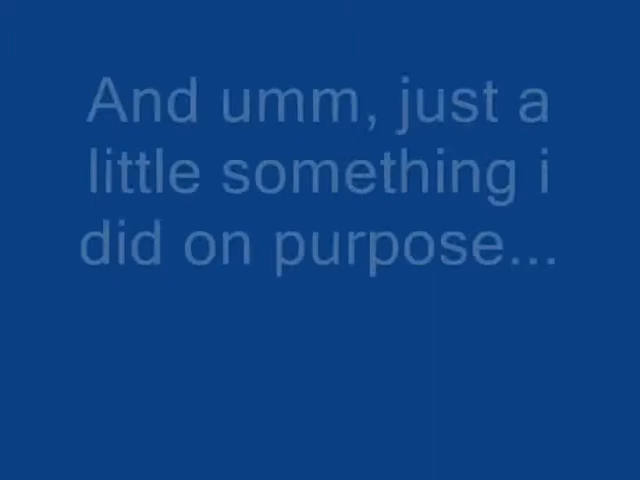 And umm, just a
little something i
did on purpose...